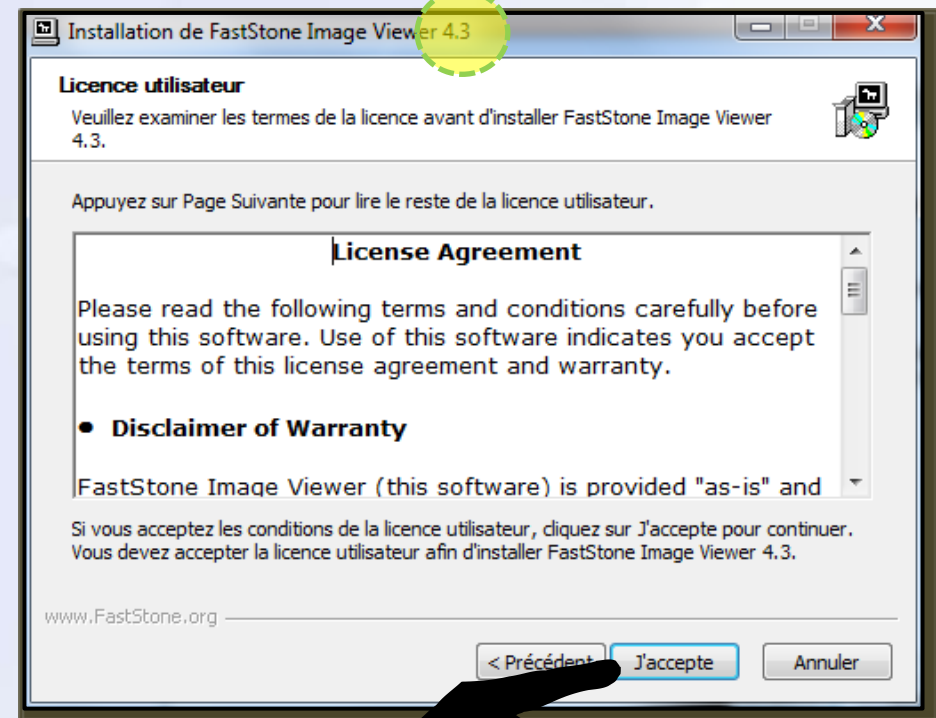 Installation de FastStone Image Viewer 4.3
Licence utilisateur
Veuillez examiner les termes de la licence avant d'installer FastStone Image Viewer
4.3.
Appuyez sur Page Suivante pour lire le reste de la licence utilisateur.
License Agreement
Please read the following terms and conditions carefully before
using this software. Use of this software indicates you accept
the terms of this license agreement and warranty.
• Disclaimer of Warranty
FastStone Image Viewer (this software) is provided "as-is" and
Si vous acceptez les conditions de la licence utilisateur, cliquez sur J'accepte pour continuer.
Vous devez accepter la licence utilisateur afin d'installer FastStone Image Viewer 4.3.
www.FastStone.org
< Précédent J'accepte Annuler